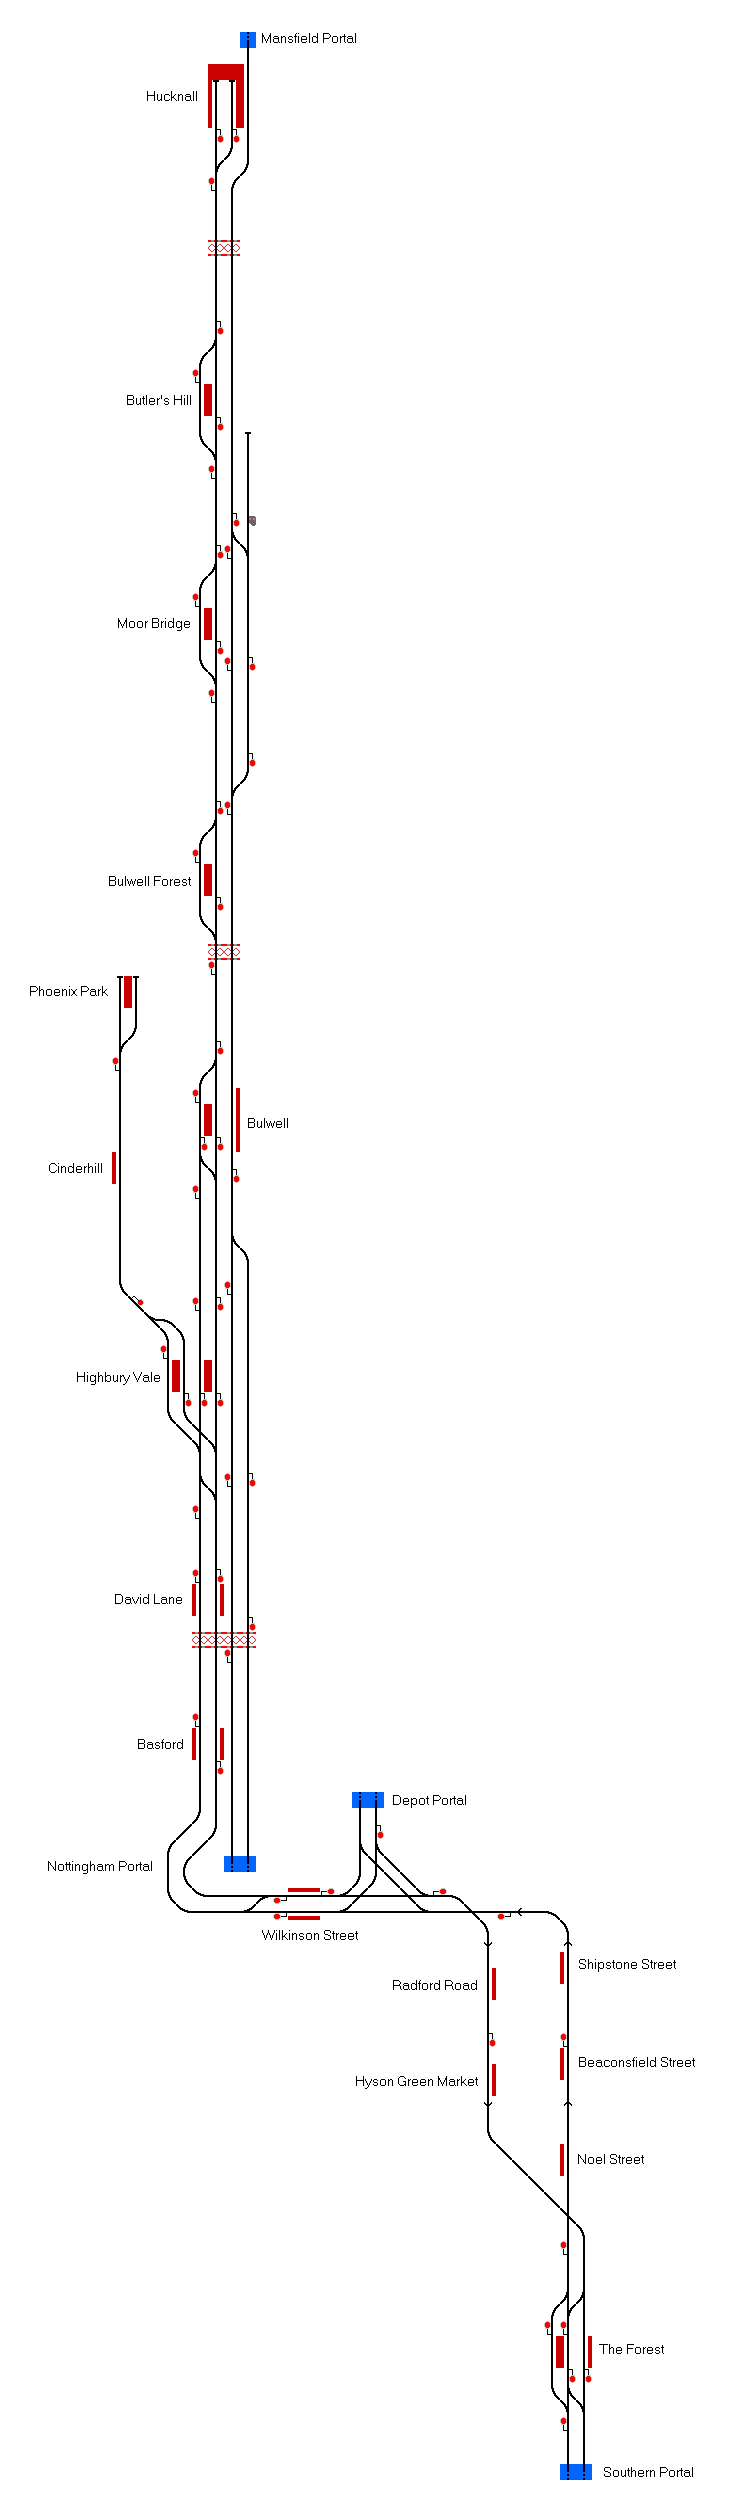 Mansfield Portal
Hucknall
Butler's Hill
Moor Bridge
Bulwell Forest
Phoenix Park
Bulwell
Cinderhill
Highbury Vale
David Lane
Basford
Depot Portal
Nottingham Portal
Wilkinson Street
Shipstone Street
Radford Road
Beaconsfield Street
Hyson Green Market
Noel Street
The Forest
Southern Portal